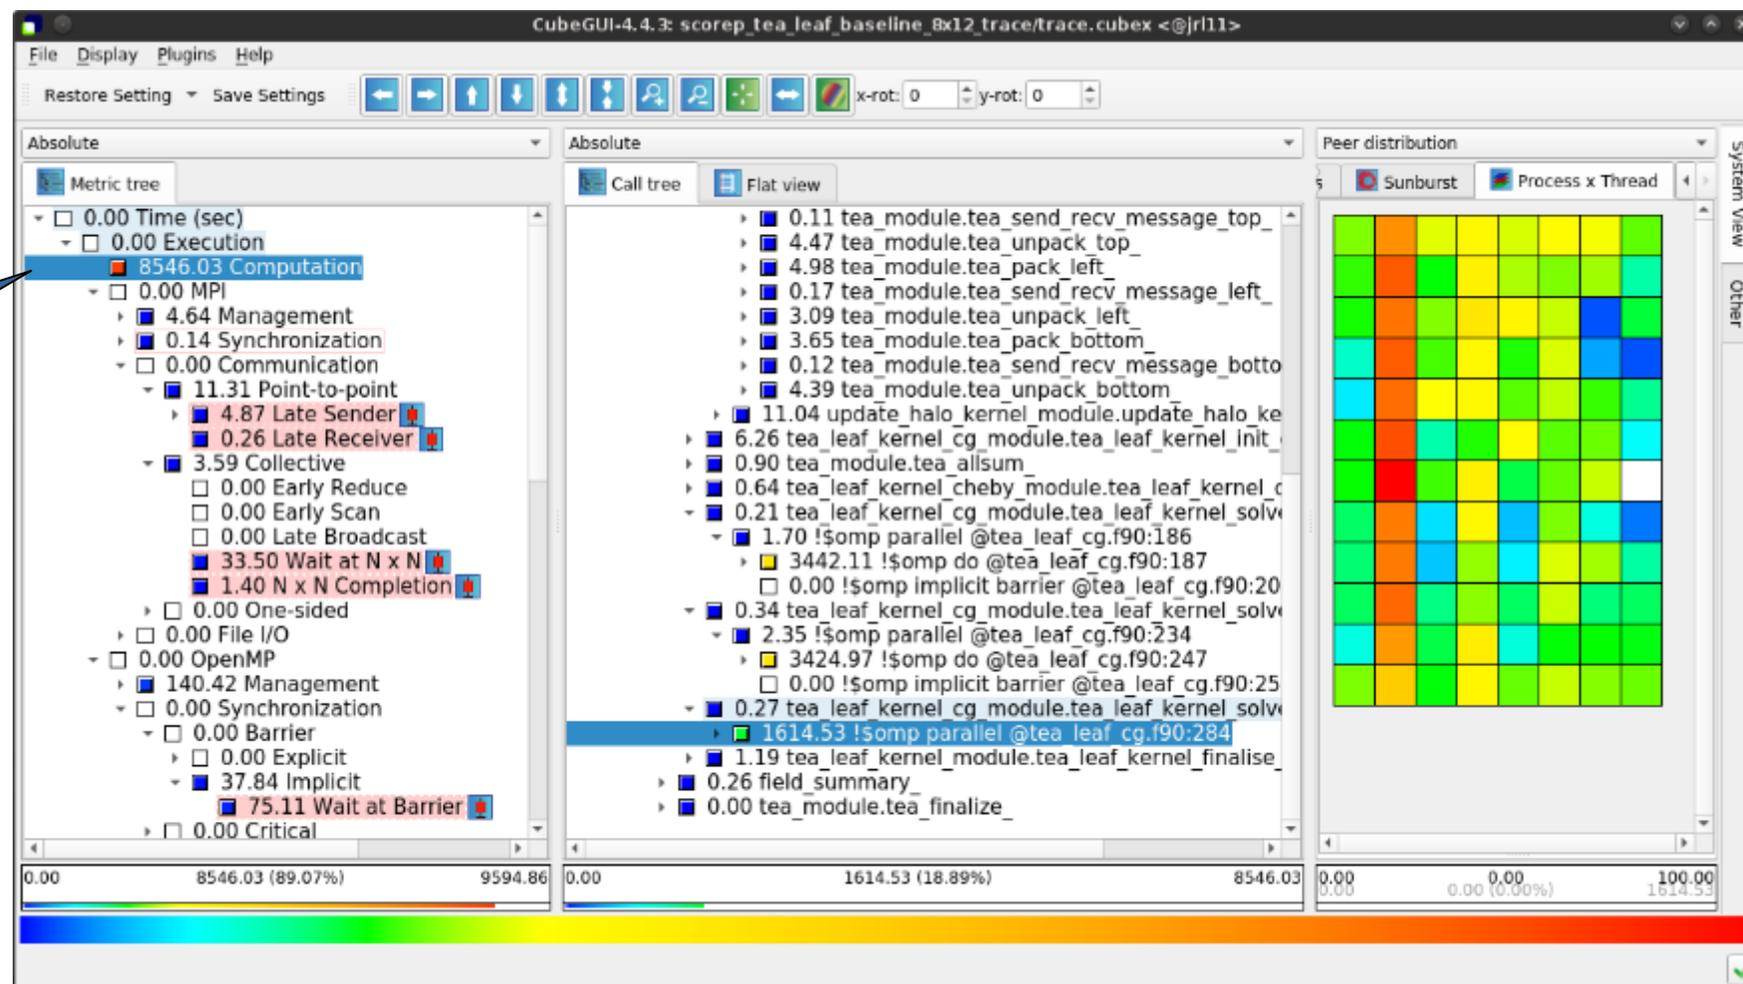 CubeGUI-4.4.3: scorep_tea_leaf_baseline_8x12_trace/trace.cubex <@jrl11>
File Display Plugins Help
Restore Setting Save Settings x-rot: 0 y-rot: 0
Absolute
Metric tree
0.00 Time (sec)
0.00 Execution
8546.03 Computation
0.00 MPI
4.64 Management
0.14 Synchronization
0.00 Communication
11.31 Point-to-point
4.87 Late Sender
0.26 Late Receiver
3.59 Collective
0.00 Early Reduce
0.00 Early Scan
0.00 Late Broadcast
33.50 Wait at N x N
1.40 N x N Completion
0.00 One-sided
0.00 File I/O
0.00 OpenMP
140.42 Management
0.00 Synchronization
0.00 Barrier
0.00 Explicit
37.84 Implicit
75.11 Wait at Barrier
0.00 Critical
0.00 8546.03 (89.07%) 9594.86
Absolute
Call tree Flat view
0.11 tea_module.tea_send_recv_message_top_
4.47 tea_module.tea_unpack_top_
4.98 tea_module.tea_pack_left_
0.17 tea_module.tea_send_recv_message_left_
3.09 tea_module.tea_unpack_left_
3.65 tea_module.tea_pack_bottom_
0.12 tea_module.tea_send_recv_message_botto
4.39 tea_module.tea_unpack_bottom_
11.04 update_halo_kernel_module.update_halo_ke
6.26 tea_leaf_kernel_cg_module.tea_leaf_kernel_init_
0.90 tea_module.tea_allsum_
0.64 tea_leaf_kernel_cheby_module.tea_leaf_kernel_c
0.21 tea_leaf_kernel_cg_module.tea_leaf_kernel_solve
1.70 !$omp parallel @tea_leaf_cg.f90:186
3442.11 !$omp do @tea_leaf_cg.f90:187
0.00 !$omp implicit barrier @tea_leaf_cg.f90:20
0.34 tea_leaf_kernel_cg_module.tea_leaf_kernel_solve
2.35 !$omp parallel @tea_leaf_cg.f90:234
3424.97 !$omp do @tea_leaf_cg.f90:247
0.00 !$omp implicit barrier @tea_leaf_cg.f90:25
0.27 tea_leaf_kernel_cg_module.tea_leaf_kernel_solve
1614.53 !$omp parallel @tea_leaf_cg.f90:284
1.19 tea_leaf_kernel_module.tea_leaf_kernel_finalise_
0.26 field_summary_
0.00 tea_module.tea_finalize_
0.00 1614.53 (18.89%) 8546.03
Peer distribution
s Sunburst Process x Thread
0.00 0.00 100.00
0.00 0.00 (0.00%) 1614.53
System View
Other